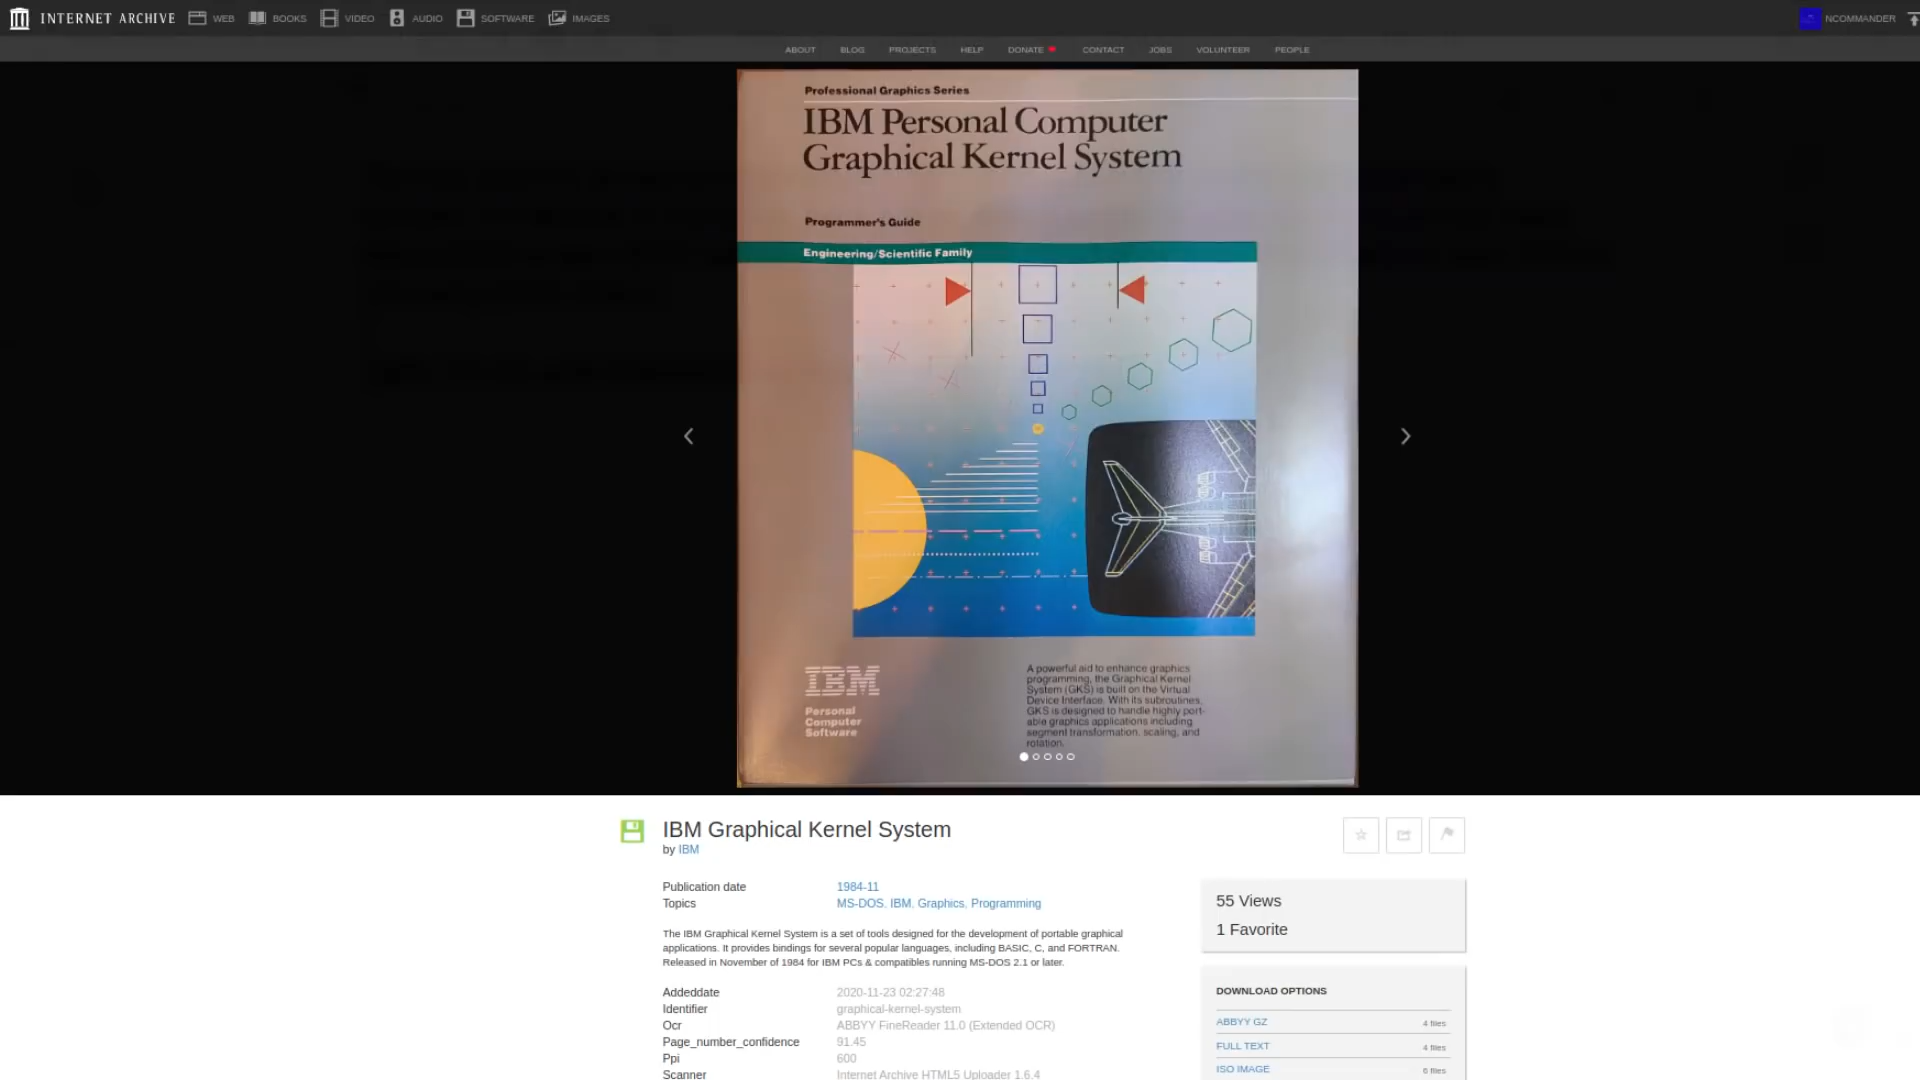 INTERNET ARCHIVE WEB BOOKS VIDEO AUDIO SOFTWARE IMAGES NCOMMANDER
ABOUT BLOG PROJECTS HELP DONATE CONTACT JOBS VOLUNTEER PEOPLE
Professional Graphics Series
IBM Personal Computer
Graphical Kernel System
Programmer's Guide
Engineering/Scientific Family
IBM
Personal
Computer
Software
A powerful aid to enhance graphics
programming, the Graphical Kernel
System (GKS) is built on the Virtual
Device Interface. With its subroutines,
GKS is designed to handle highly port-
able graphics applications including
segment transformation, scaling, and
rotation.
IBM Graphical Kernel System
by IBM
Publication date 1984-11
Topics MS-DOS, IBM, Graphics, Programming
The IBM Graphical Kernel System is a set of tools designed for the development of portable graphical
applications. It provides bindings for several popular languages, including BASIC, C, and FORTRAN.
Released in November of 1984 for IBM PCs & compatibles running MS-DOS 2.1 or later.
Addeddate 2020-11-23 02:27:48
Identifier graphical-kernel-system
Ocr ABBYY FineReader 11.0 (Extended OCR)
Page_number_confidence 91.45
Ppi 600
Scanner Internet Archive HTML5 Uploader 1.6.4
55 Views
1 Favorite
DOWNLOAD OPTIONS
ABBYY GZ 4 files
FULL TEXT 4 files
ISO IMAGE 6 files